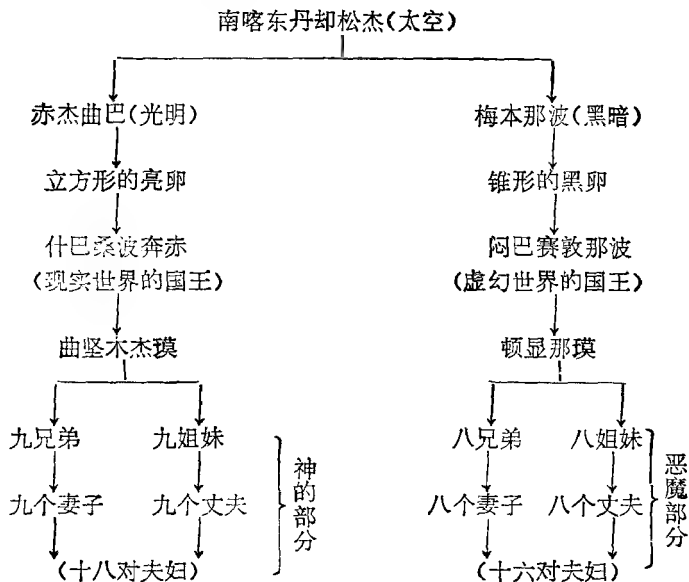 南喀东丹却松杰(太空)
赤杰曲巴(光明)
梅本那波(黑暗)
立方形的亮卵
锥形的黑卵
什巴桑波奔赤
(现实世界的国王)
闷巴赛敦那波
(虚幻世界的国王)
曲坚木杰瑛
顿显那瑛
九兄弟
九姐妹
八兄弟
八姐妹
神的部分
恶魔部分
九个妻子
九个丈夫
八个妻子
八个丈夫
(十八对夫妇)
(十六对夫妇)